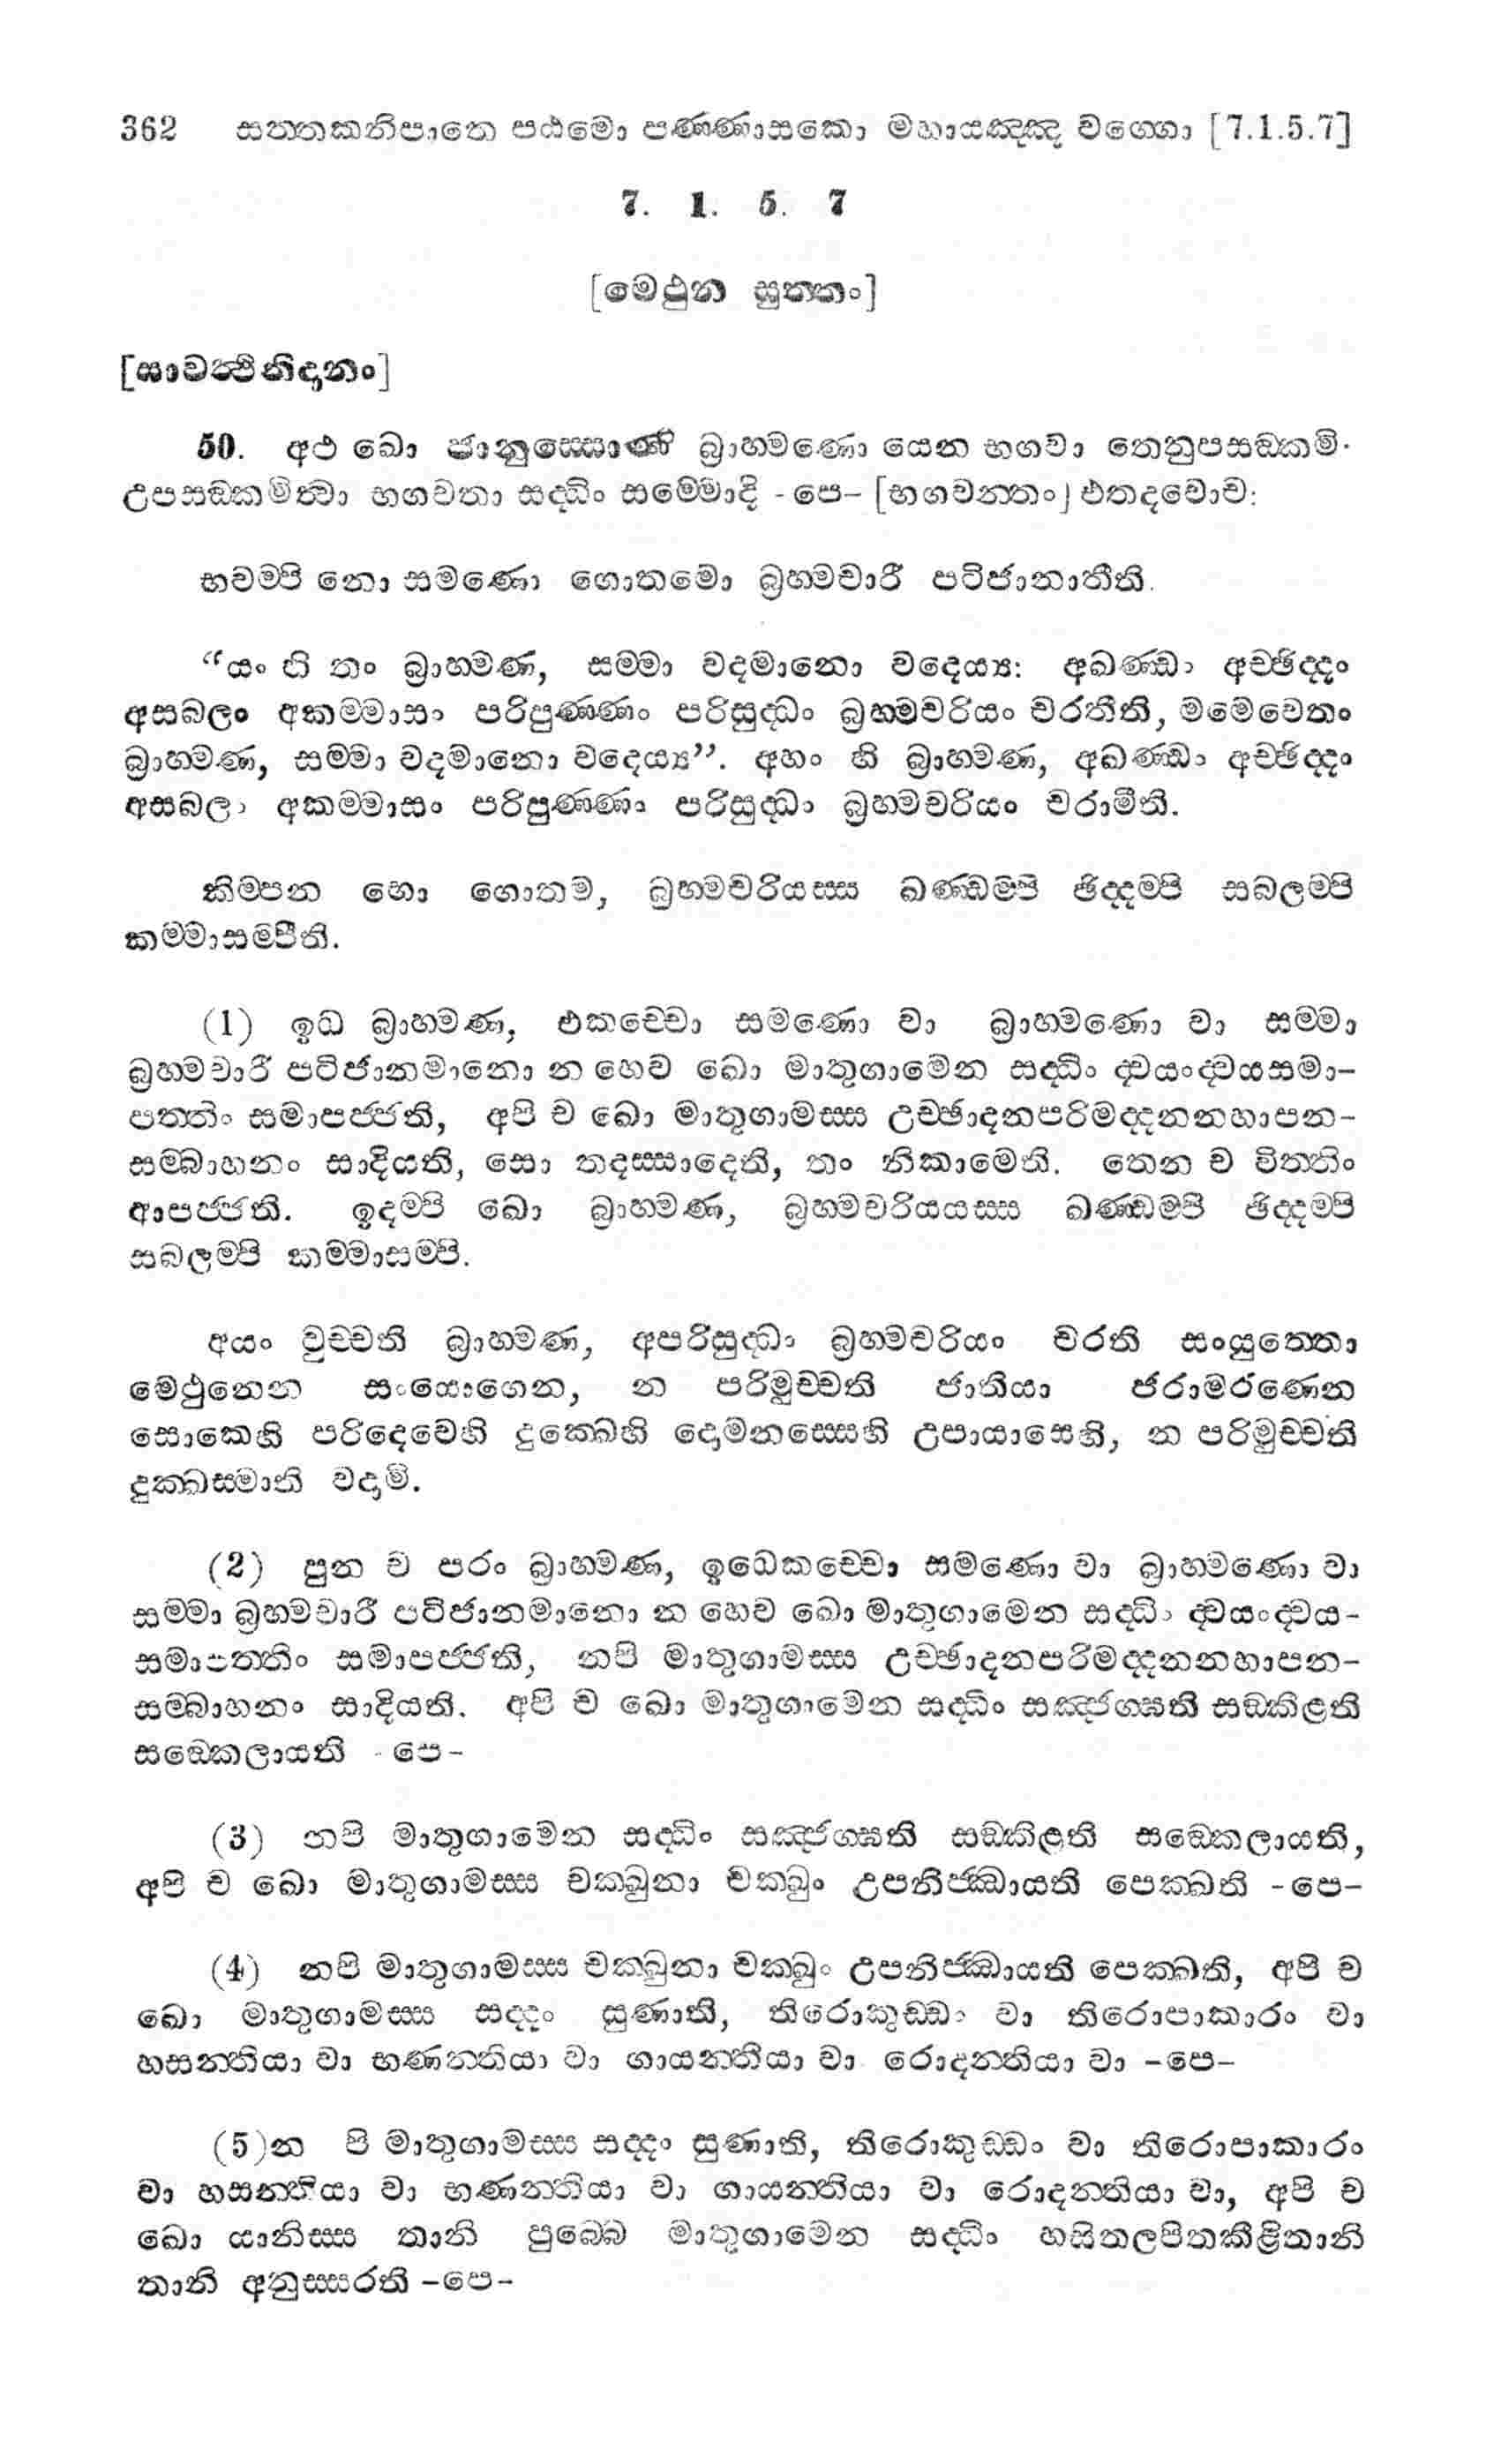 362 සත්තකනිපාතෙ පඨමො පණ්ණාසකො මහායඤ්ඤ වග්ගො [7.1.5.7]
7. 1. 5. 7
[මෙථුන සුත්තං]
[සාවත්ථිනිදානං]
50. අථ ඛො ජානුස්සොණි බ්‍රාහ්මණො යෙන භගවා තෙනුපසඞ්කමි.
උපසඞ්කමිත්‍වා භගවතා සද්ධිං සම්මොදි -පෙ- [භගවන්තං] එතදවොච:
භවම්පි නො සමණො ගොතමො බ්‍රහ්මචාරී පටිජානාතීති.
“යං හි තං බ්‍රාහ්මණ, සම්මා වදමානො වදෙය්‍ය: අඛණ්ඩං අච්ඡිද්දං
අසබලං අකම්මාසං පරිපුණ්ණං පරිසුද්ධං බ්‍රහ්මචරියං චරතීති, මමෙවෙතං
බ්‍රාහ්මණ, සම්මා වදමානො වදෙය්‍ය”. අහං හි බ්‍රාහ්මණ, අඛණ්ඩං අච්ඡිද්දං
අසබලං අකම්මාසං පරිපුණ්ණං පරිසුද්ධං බ්‍රහ්මචරියං චරාමීති.
කිම්පන භො ගොතම, බ්‍රහ්මචරියස්ස ඛණ්ඩම්පි ඡිද්දම්පි සබලම්පි
කම්මාසම්පීති.
(1) ඉධ බ්‍රාහ්මණ, එකච්චො සමණො වා බ්‍රාහ්මණො වා සම්මා
බ්‍රහ්මචාරී පටිජානමානො න හෙව ඛො මාතුගාමෙන සද්ධිං ද්‍වයංද්‍වයසමා-
පත්තිං සමාපජ්ජති, අපි ච ඛො මාතුගාමස්ස උච්ඡාදනපරිමද්දනනහාපන-
සම්බාහනං සාදියති, සො තදස්සාදෙති, තං නිකාමෙති. තෙන ච විත්තිං
ආපජ්ජති. ඉදම්පි ඛො බ්‍රාහ්මණ, බ්‍රහ්මචරියයස්ස ඛණ්ඩම්පි ඡිද්දම්පි
සබලම්පි කම්මාසම්පි.
අයං වුච්චති බ්‍රාහ්මණ, අපරිසුද්ධං බ්‍රහ්මචරියං චරති සංයුත්තො
මෙථුනෙන සංයොගෙන, න පරිමුච්චති ජාතියා ජරාමරණෙන
සොකෙහි පරිදෙවෙහි දුක්ඛෙහි දොමනස්සෙහි උපායාසෙහි, න පරිමුච්චති
දුක්ඛස්මාති වදාමි.
(2) පුන ච පරං බ්‍රාහ්මණ, ඉධෙකච්චො සමණො වා බ්‍රාහ්මණො වා
සම්මා බ්‍රහ්මචාරී පටිජානමානො න හෙව ඛො මාතුගාමෙන සද්ධිං ද්‍වයංද්‍වය-
සමාපත්තිං සමාපජ්ජති, නපි මාතුගාමස්ස උච්ඡාදනපරිමද්දනනහාපන-
සම්බාහනං සාදියති. අපි ච ඛො මාතුගාමෙන සද්ධිං සඤ්ජග්ඝති සඞ්කීළති
සඞ්කෙලායති -පෙ-
(3) නපි මාතුගාමෙන සද්ධිං සඤ්ජග්ඝති සඞ්කීළති සඞ්කෙලායති,
අපි ච ඛො මාතුගාමස්ස චක්ඛුනා චක්ඛුං උපනිජ්ඣායති පෙක්ඛති -පෙ-
(4) නපි මාතුගාමස්ස චක්ඛුනා චක්ඛුං උපනිජ්ඣායති පෙක්ඛති, අපි ච
ඛො මාතුගාමස්ස සද්දං සුණාති, තිරොකුඩ්ඩං වා තිරොපාකාරං වා
හසන්තියා වා භණන්තියා වා ගායන්තියා වා රොදන්තියා වා -පෙ-
(5)න පි මාතුගාමස්ස සද්දං සුණාති, තිරොකුඩ්ඩං වා තිරොපාකාරං
වා හසන්තියා වා භණන්තියා වා ගායන්තියා වා රොදන්තියා වා, අපි ච
ඛො යානිස්ස තානි පුබ්බෙ මාතුගාමෙන සද්ධිං හසිතලපිතකීළිතානි
තානි අනුස්සරති -පෙ-